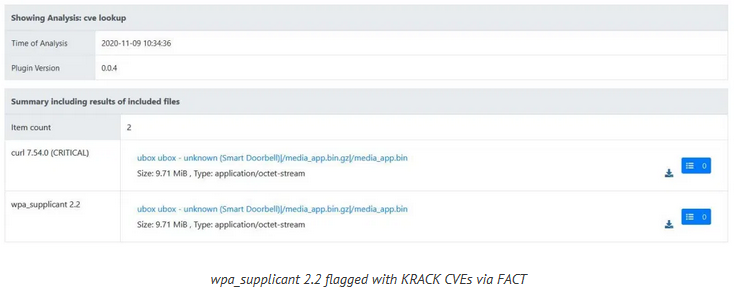 Showing Analysis: cve lookup
Time of Analysis 2020-11-09 10:34:36
Plugin Version 0.0.4
Summary including results of included files
Item count 2
curl 7.54.0 (CRITICAL)
ubox ubox - unknown (Smart Doorbell)|/media_app.bin.gz|/media_app.bin
Size: 9.71 MiB , Type: application/octet-stream
0
wpa_supplicant 2.2
ubox ubox - unknown (Smart Doorbell)|/media_app.bin.gz|/media_app.bin
Size: 9.71 MiB , Type: application/octet-stream
0
wpa_supplicant 2.2 flagged with KRACK CVEs via FACT